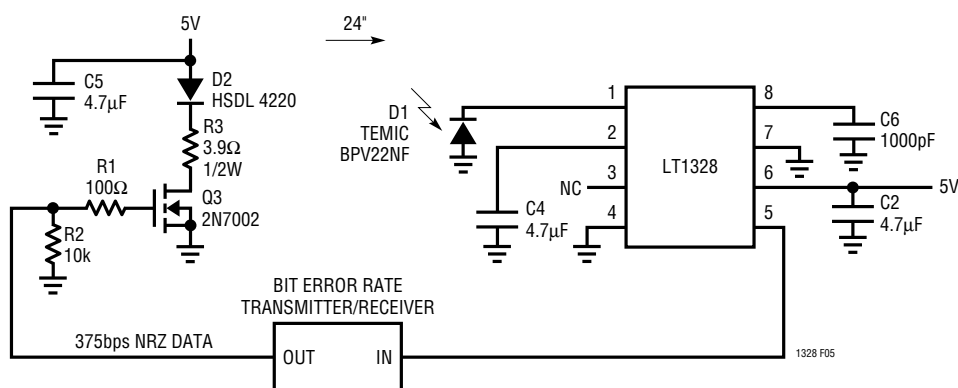 5V
24"
C5
4.7µF
D2
HSDL 4220
R3
3.9Ω
1/2W
R1
100Ω
Q3
2N7002
R2
10k
D1
TEMIC
BPV22NF
1
2
3
4
NC
C4
4.7µF
LT1328
8
7
6
5
C6
1000pF
5V
C2
4.7µF
BIT ERROR RATE
TRANSMITTER/RECEIVER
375bps NRZ DATA
OUT
IN
1328 F05